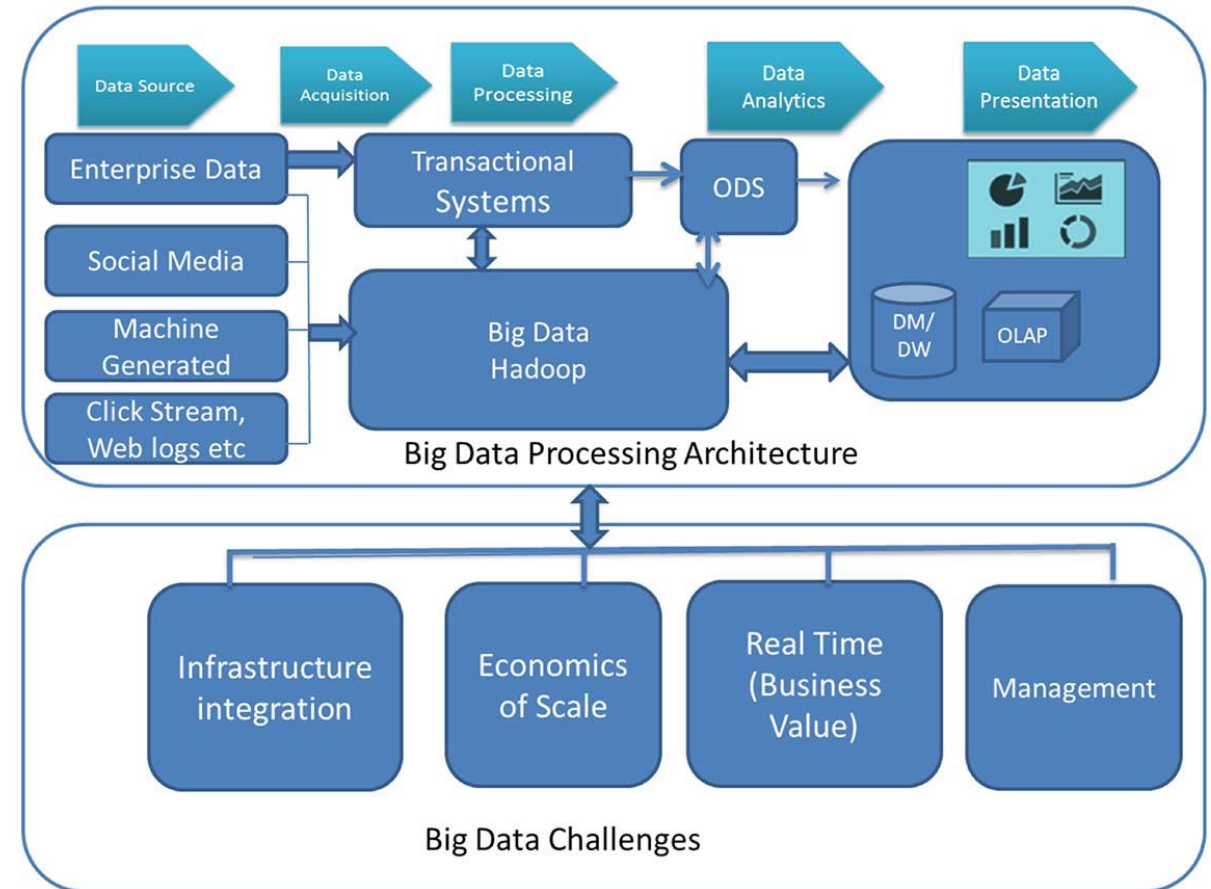 Data Source
Data
Acquisition
Data
Processing
Data
Analytics
Data
Presentation
Enterprise Data
Transactional
Systems
ODS
Social Media
Machine
Generated
Big Data
Hadoop
DM/
DW
OLAP
Click Stream,
Web logs etc
Big Data Processing Architecture
Infrastructure
integration
Economics
of Scale
Real Time
(Business
Value)
Management
Big Data Challenges